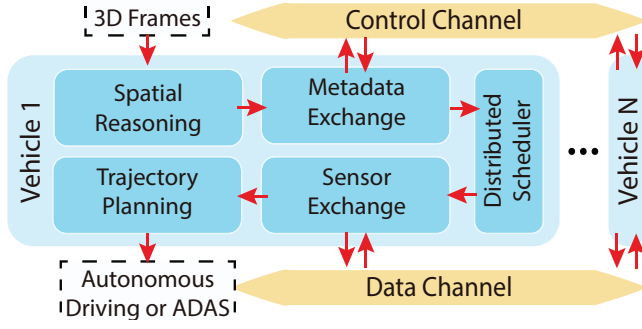 3D Frames
Control Channel
Vehicle 1
Spatial
Reasoning
Metadata
Exchange
Distributed
Scheduler
Trajectory
Planning
Sensor
Exchange
...
Vehicle N
Autonomous
Driving or ADAS
Data Channel